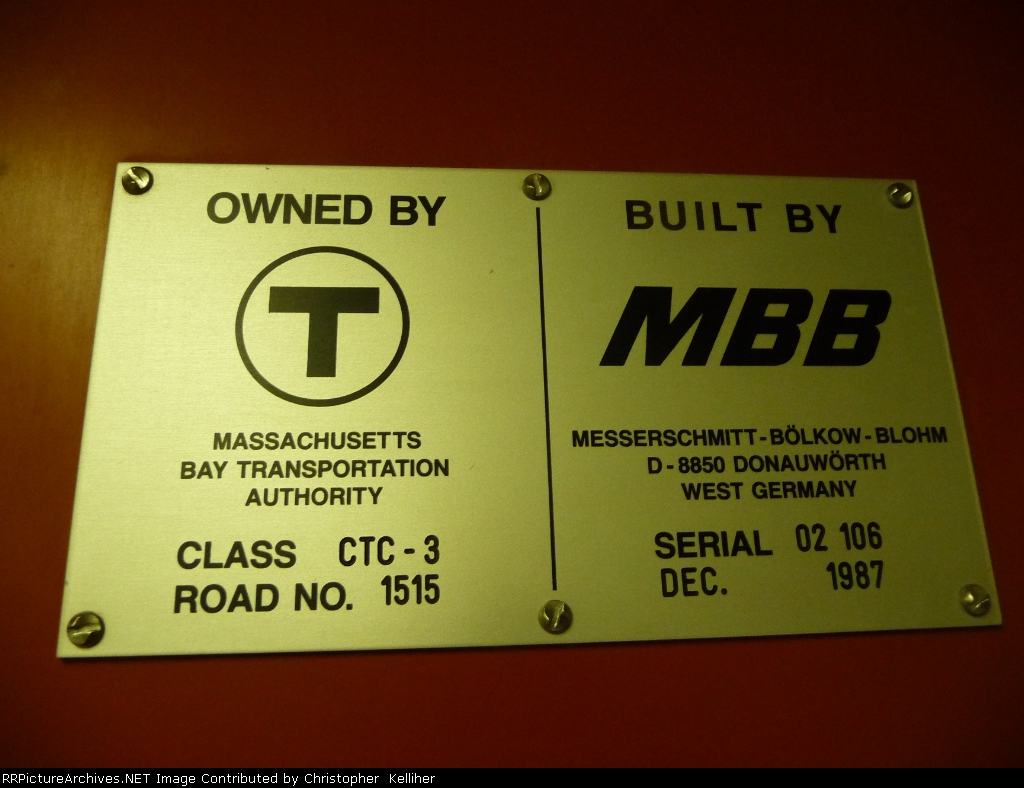 OWNED BY
T
MASSACHUSETTS
BAY TRANSPORTATION
AUTHORITY
CLASS CTC - 3
ROAD NO. 1515
BUILT BY
MBB
MESSERSCHMITT - BÖLKOW - BLOHM
D - 8850 DONAUWÖRTH
WEST GERMANY
SERIAL 02 106
DEC. 1987
RRPictureArchives.NET Image Contributed by Christopher Kelliher